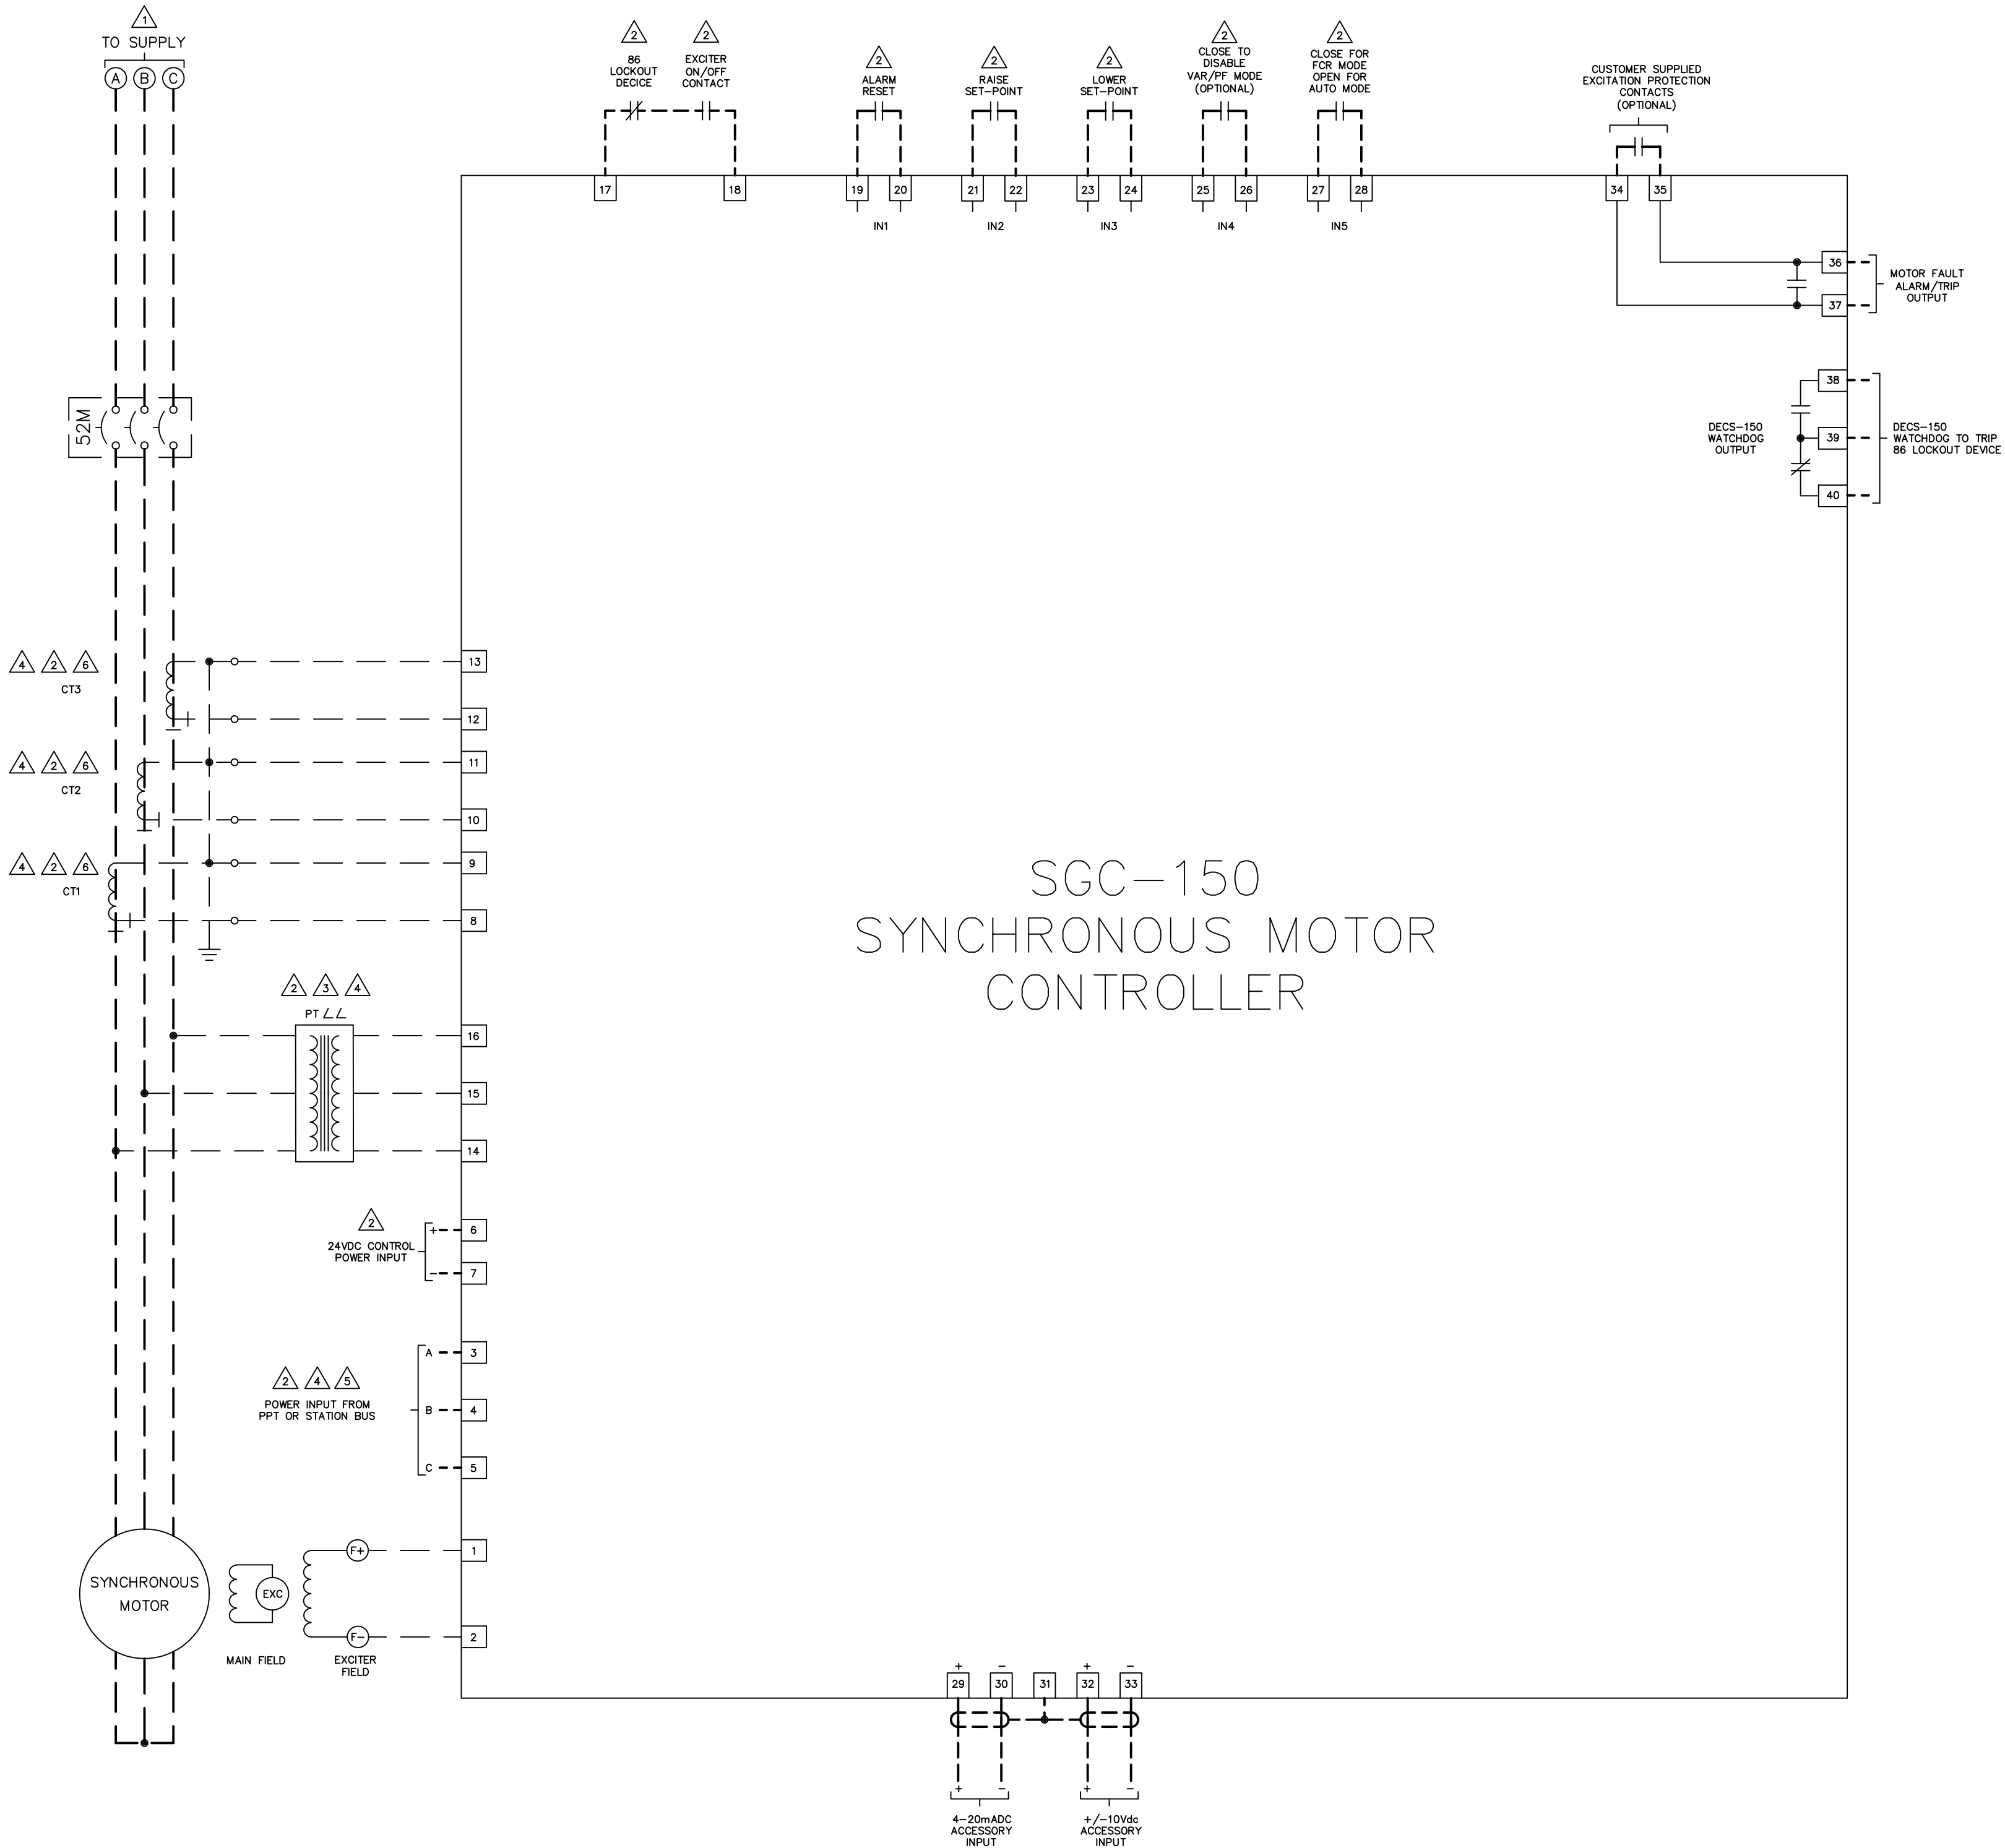 1
TO SUPPLY
A B C
2
86
LOCKOUT
DECICE
2
EXCITER
ON/OFF
CONTACT
2
ALARM
RESET
2
RAISE
SET-POINT
2
LOWER
SET-POINT
2
CLOSE TO
DISABLE
VAR/PF MODE
(OPTIONAL)
2
CLOSE FOR
FCR MODE
OPEN FOR
AUTO MODE
CUSTOMER SUPPLIED
EXCITATION PROTECTION
CONTACTS
(OPTIONAL)
17 18 19 20 21 22 23 24 25 26 27 28 34 35
IN1 IN2 IN3 IN4 IN5
36
37
MOTOR FAULT
ALARM/TRIP
OUTPUT
38
39
40
DECS-150
WATCHDOG
OUTPUT
DECS-150
WATCHDOG TO TRIP
86 LOCKOUT DEVICE
52M
4 2 6
CT3
13
12
4 2 6
CT2
11
10
4 2 6
CT1
9
8
SGC-150
SYNCHRONOUS MOTOR
CONTROLLER
2 3 4
PT
16
15
14
2
24VDC CONTROL
POWER INPUT
+ 6
- 7
2 4 5
POWER INPUT FROM
PPT OR STATION BUS
A 3
B 4
C 5
SYNCHRONOUS
MOTOR
EXC
MAIN FIELD
F+ 1
F- 2
EXCITER
FIELD
+ - + -
29 30 31 32 33
+ - + -
4-20mADC
ACCESSORY
INPUT
+/-10Vdc
ACCESSORY
INPUT